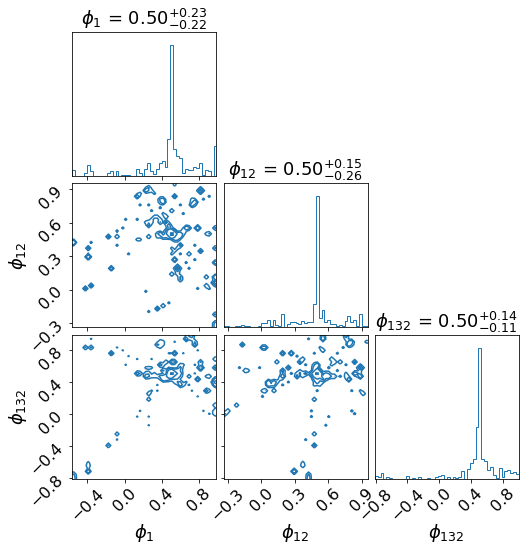 ϕ₁ = 0.50⁺⁰·²³₋₀.₂₂
ϕ₁₂ = 0.50⁺⁰·¹⁵₋₀.₂₆
ϕ₁₃₂ = 0.50⁺⁰·¹⁴₋₀.₁₁
0.9
0.6
0.3
0.0
−0.3
ϕ₁₂
0.8
0.4
0.0
−0.4
−0.8
ϕ₁₃₂
−0.4 0.0 0.4 0.8
ϕ₁
−0.3 0.0 0.3 0.6 0.9
ϕ₁₂
−0.8 −0.4 0.0 0.4 0.8
ϕ₁₃₂